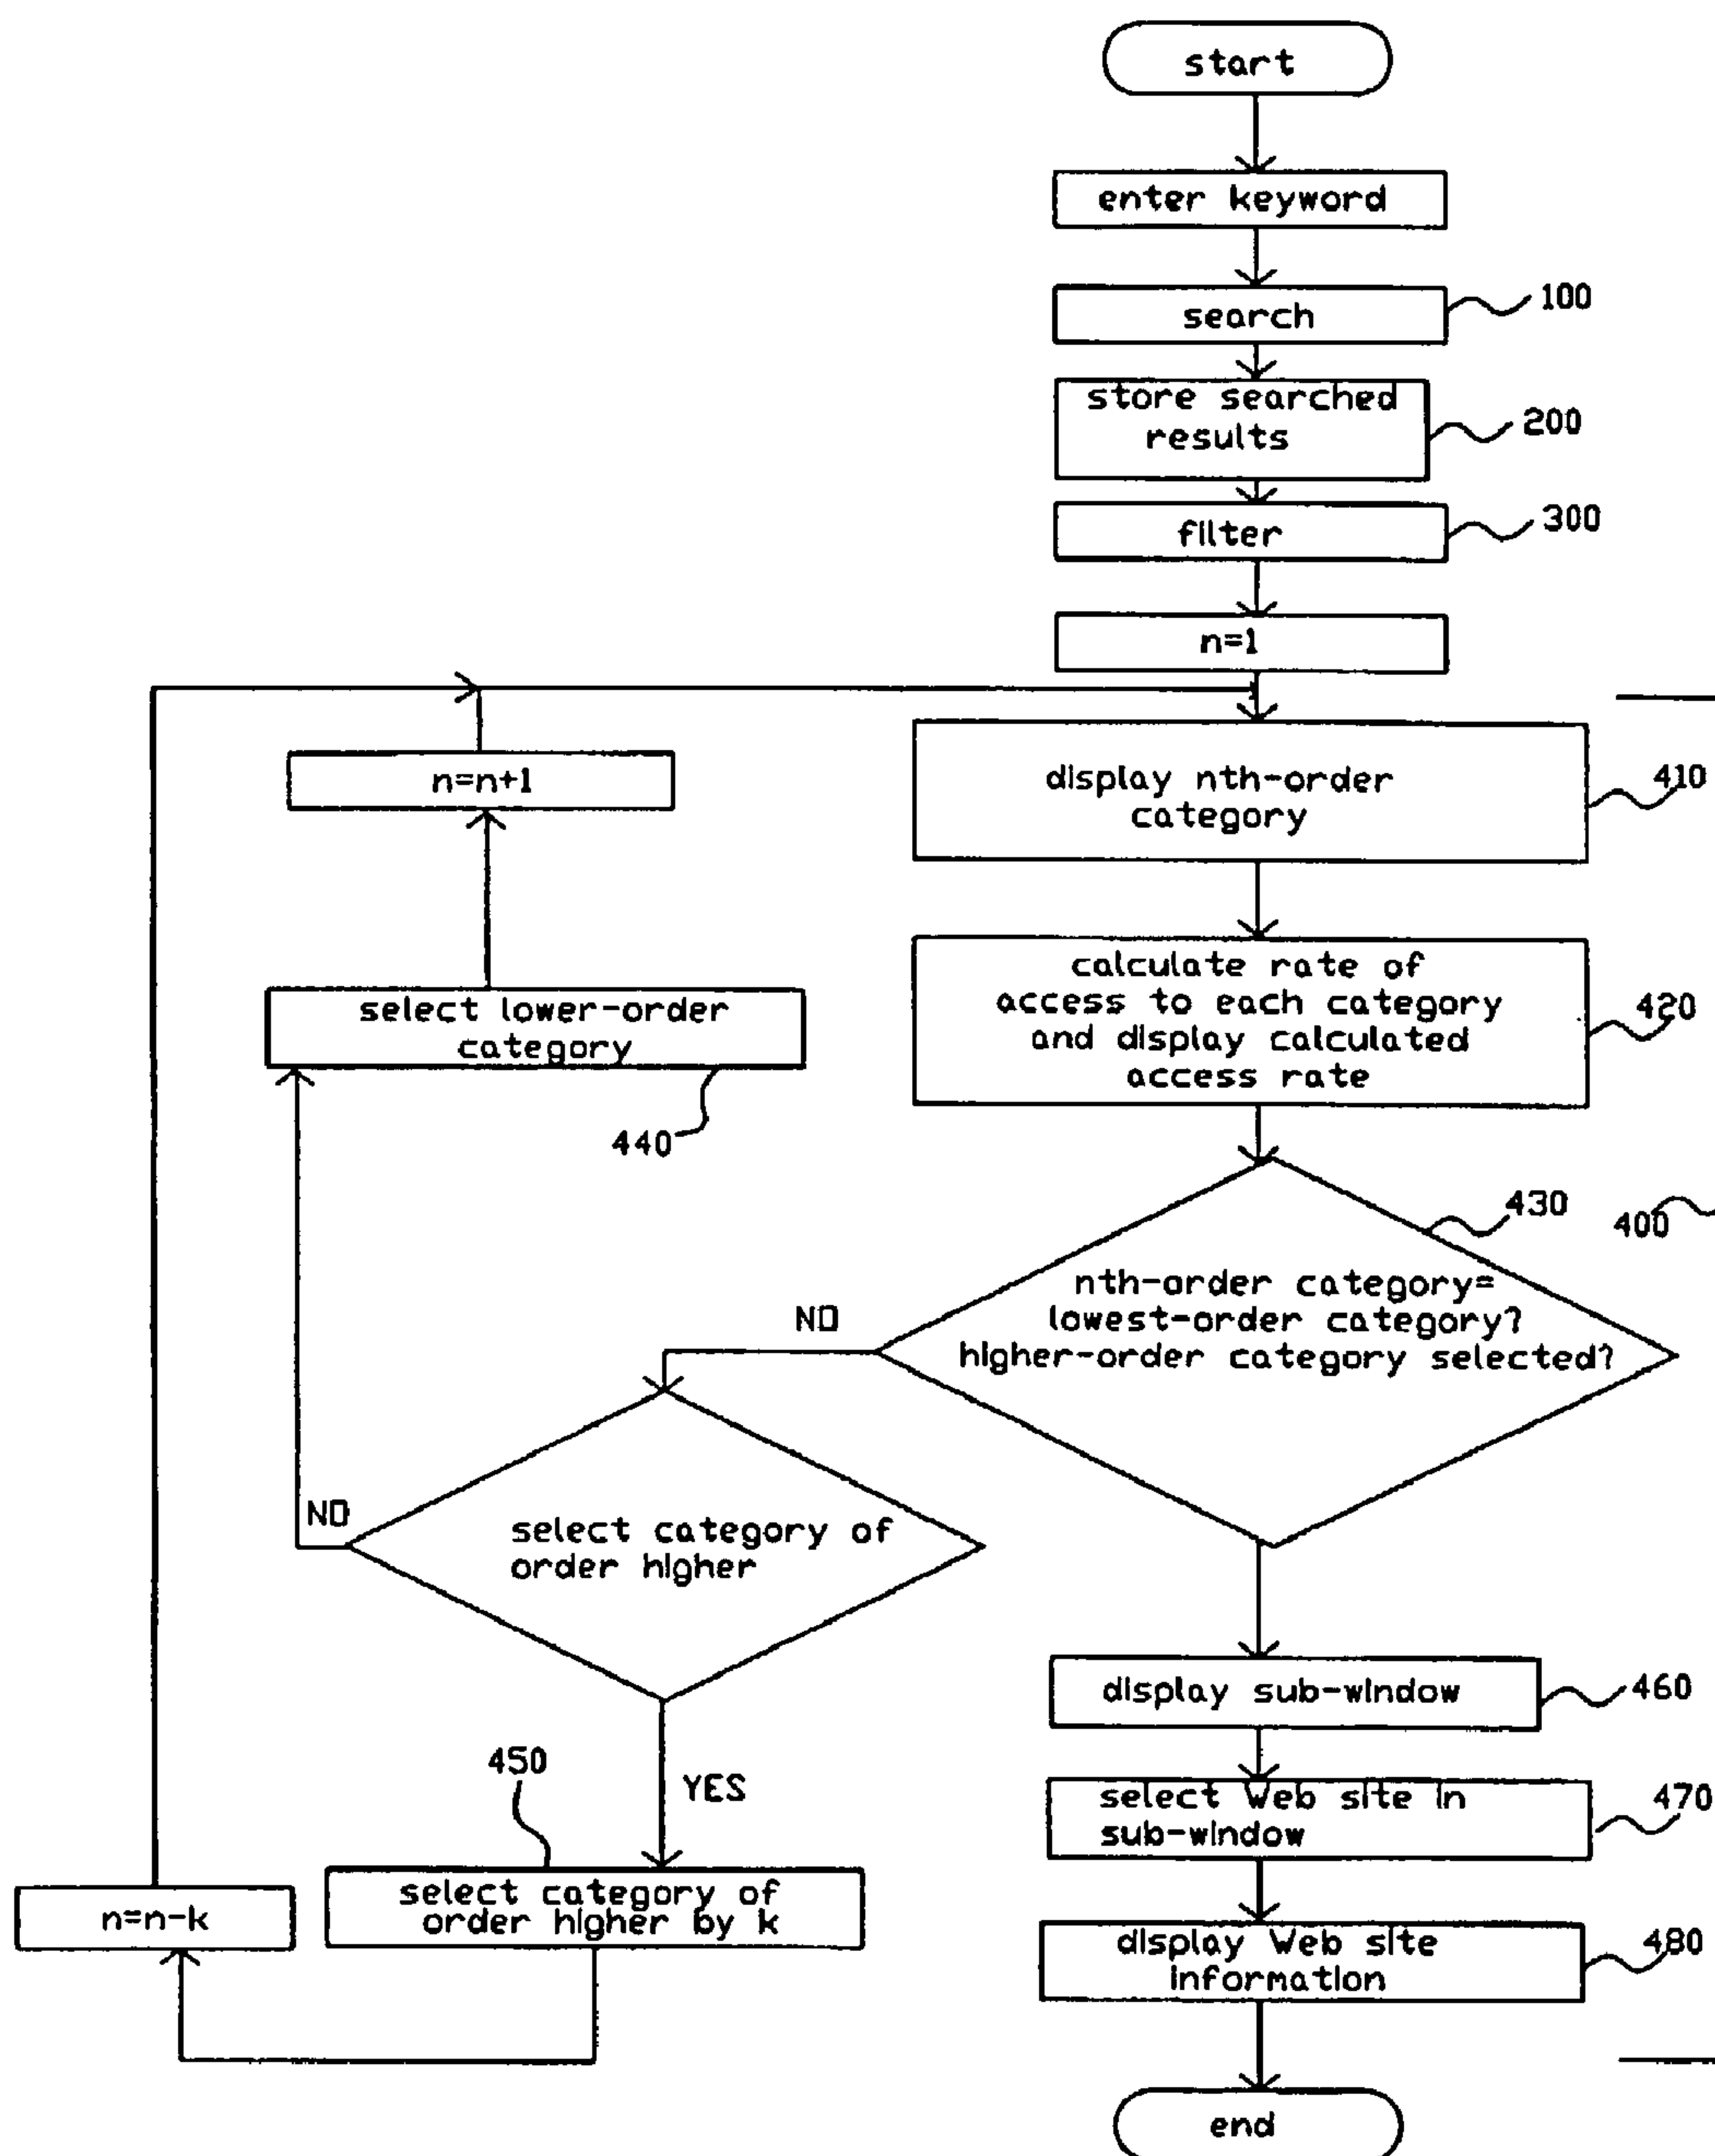 start
enter keyword
search
100
store searched
results
200
filter
300
n=1
n=n+1
display nth-order
category
410
select lower-order
category
440
calculate rate of
access to each category
and display calculated
access rate
420
430
400
nth-order category=
lowest-order category?
higher-order category selected?
NO
NO
select category of
order higher
YES
display sub-window
460
450
select Web site in
sub-window
470
n=n-k
select category of
order higher by k
display Web site
information
480
end